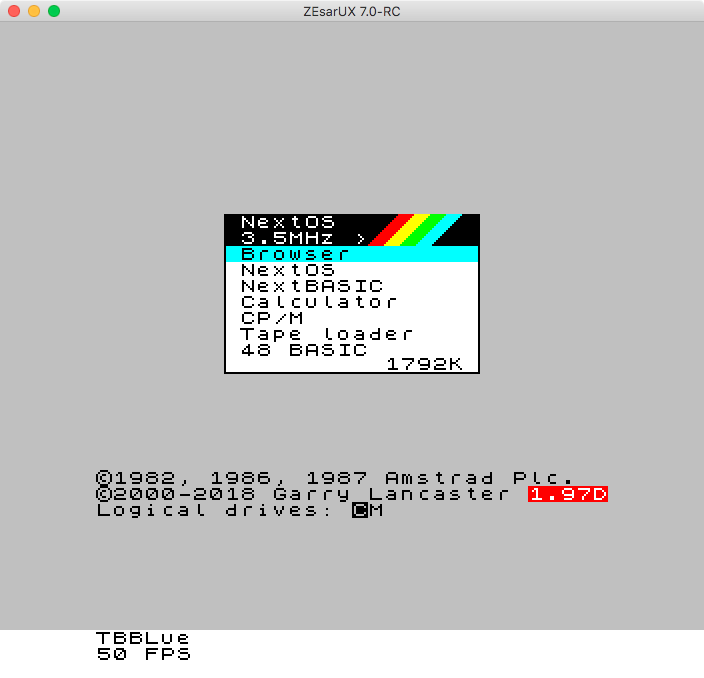 ZEsarUX 7.0-RC
NextOS
3.5MHz >
Browser
NextOS
NextBASIC
Calculator
CP/M
Tape loader
48 BASIC
1792K
©1982, 1986, 1987 Amstrad Plc.
©2000-2018 Garry Lancaster 1.97D
Logical drives: CM
TBBLue
50 FPS